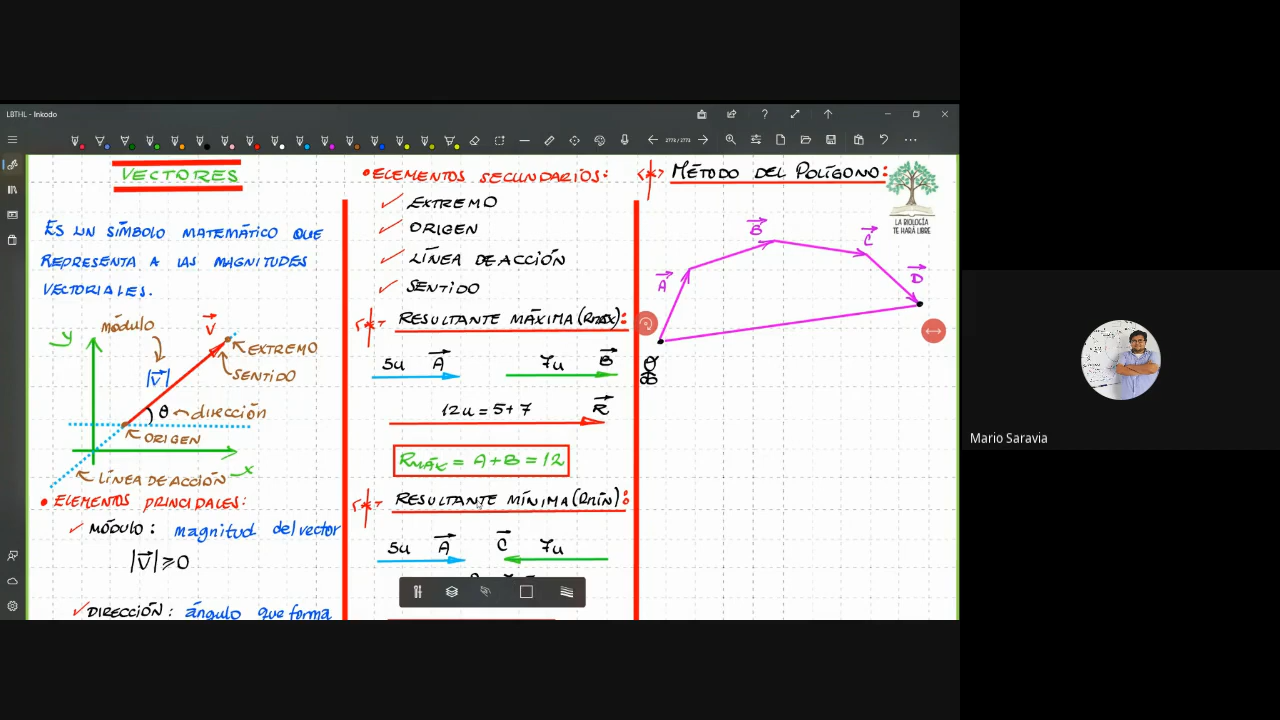 LBTHL - Inkodo
2773 / 2773
VECTORES
ES UN SÍMBOLO MATEMÁTICO QUE
REPRESENTA A LAS MAGNITUDES
VECTORIALES.
y
módulo
V
EXTREMO
SENTIDO
|V|
θ
dirección
ORIGEN
LÍNEA DE ACCIÓN
x
• ELEMENTOS PRINCIPALES:
✓ MÓDULO: magnitud del vector
|V| ≥ 0
✓ DIRECCIÓN: ángulo que forma
• ELEMENTOS SECUNDARIOS:
✓ EXTREMO
✓ ORIGEN
✓ LÍNEA DE ACCIÓN
✓ SENTIDO
RESULTANTE MÁXIMA (Rmáx):
5u A 7u B
12u = 5+7 R
RMÁX = A+B = 12
RESULTANTE MÍNIMA (Rmín):
5u A C 7u
MÉTODO DEL POLÍGONO:
LA BIOLOGÍA
TE HARÁ LIBRE
A
B
C
D
Mario Saravia